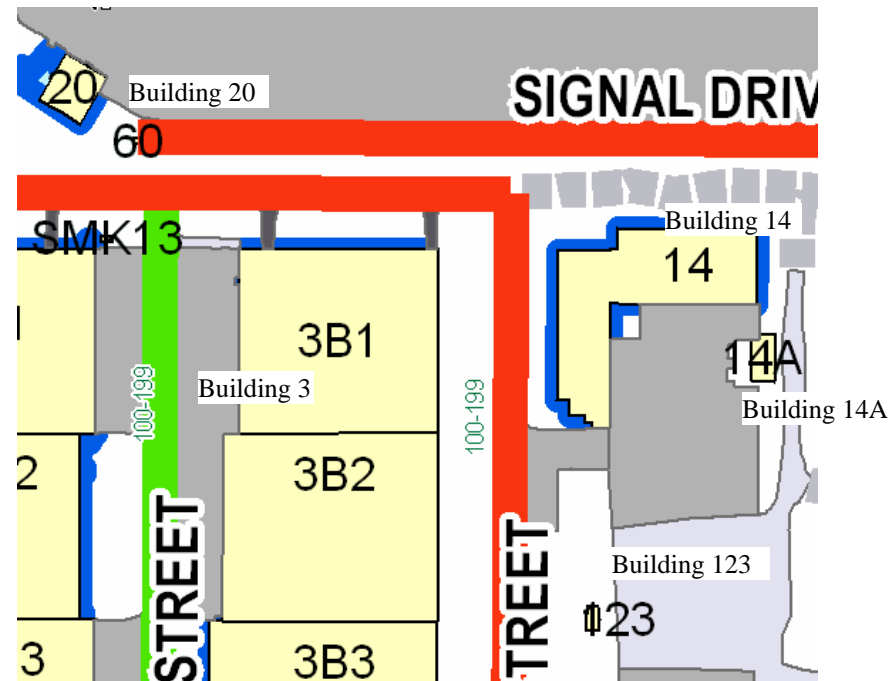 20
Building 20
SIGNAL DRIV
60
SMK13
Building 14
14
3B1
14A
100-199
Building 3
100-199
Building 14A
2
3B2
STREET
TREET
Building 123
123
3
3B3